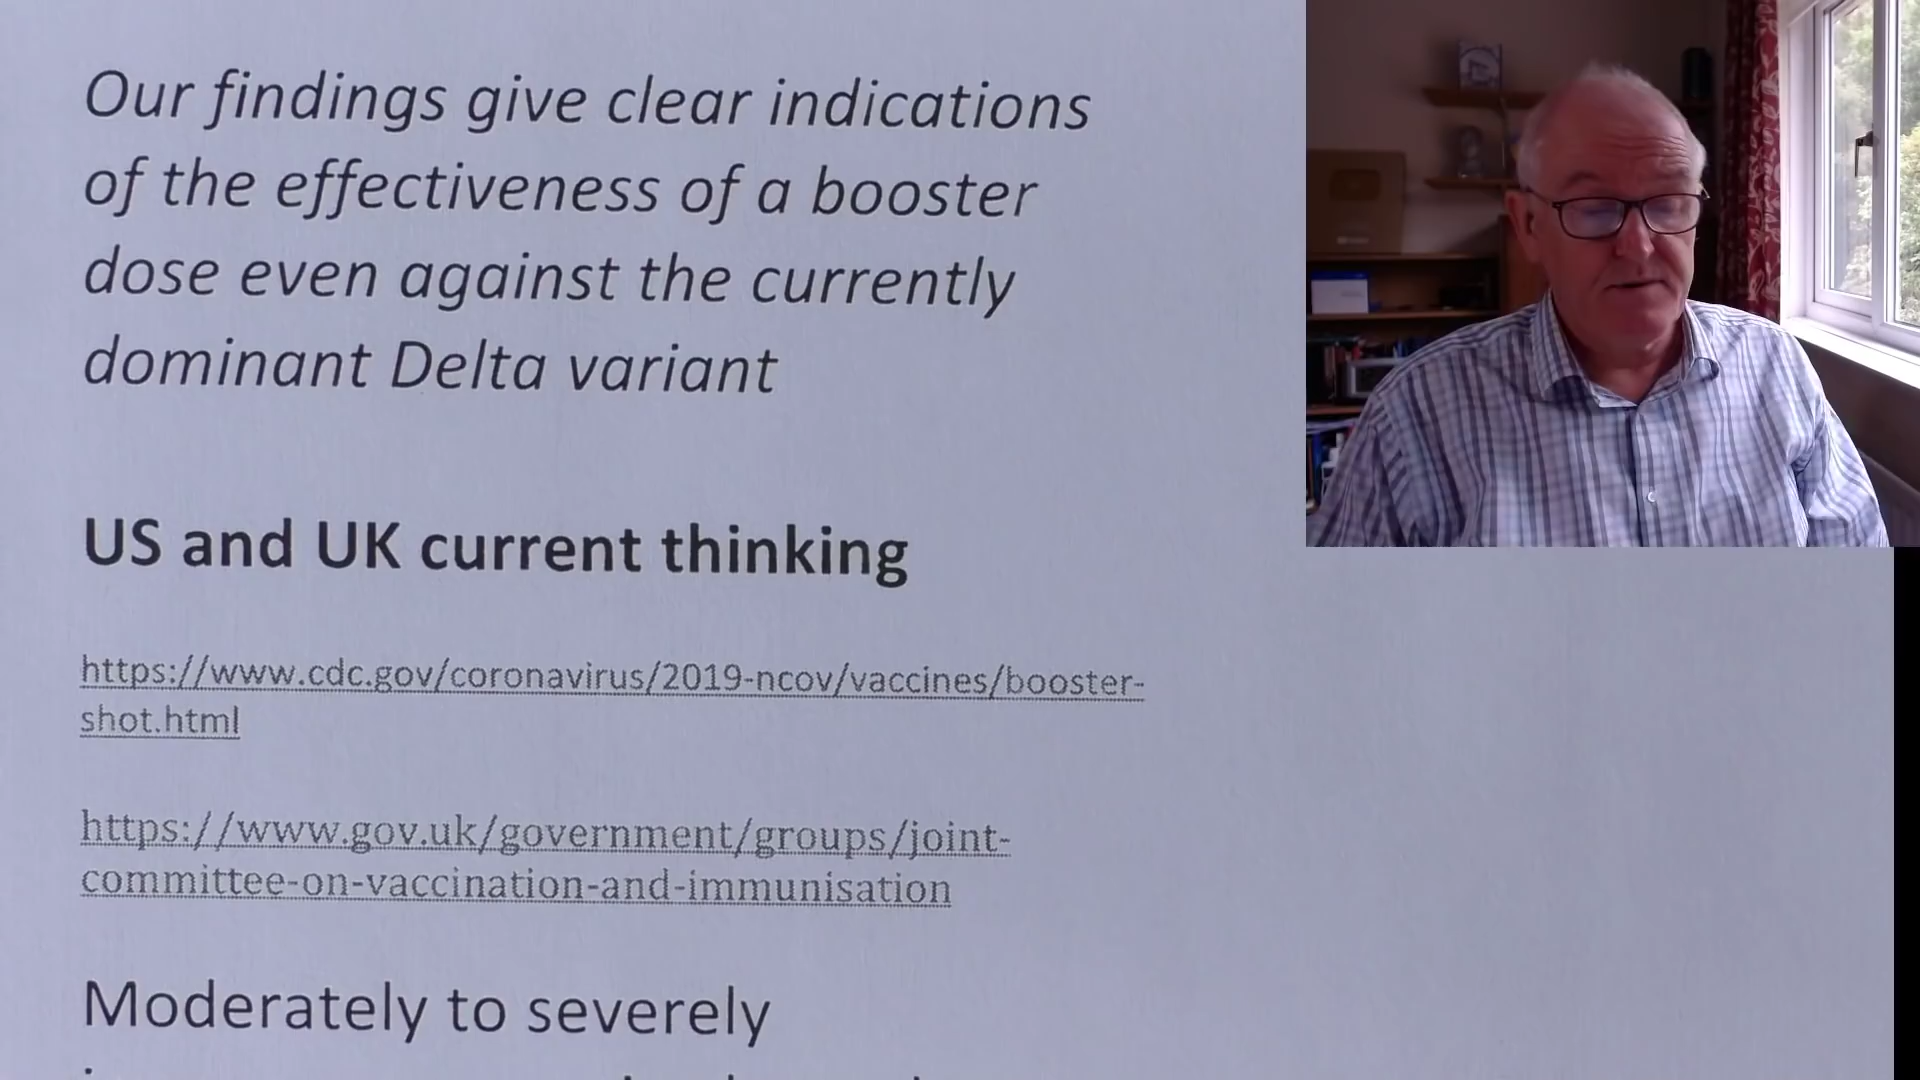 Our findings give clear indications
of the effectiveness of a booster
dose even against the currently
dominant Delta variant
US and UK current thinking
https://www.cdc.gov/coronavirus/2019-ncov/vaccines/booster-
shot.html
https://www.gov.uk/government/groups/joint-
committee-on-vaccination-and-immunisation
Moderately to severely